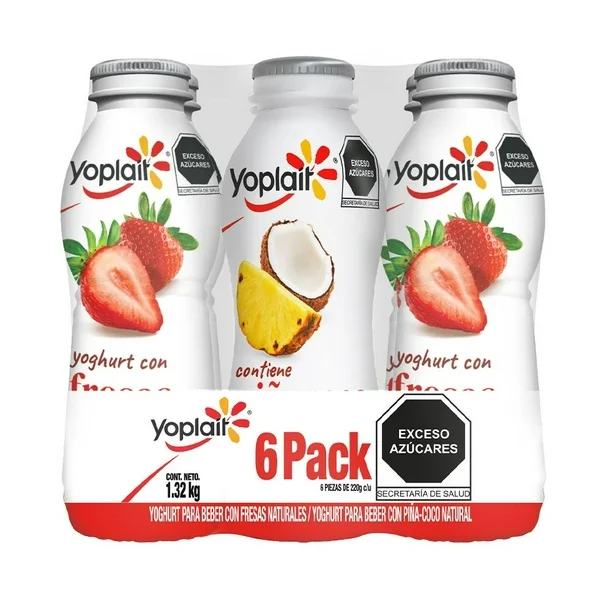 Yoplait®
EXCESO
AZÚCARES
SECRETARÍA DE SALUD
yoghurt con
fresas
Yoplait®
EXCESO
AZÚCARES
SECRETARÍA DE SALUD
contiene
Yoplait®
EXCESO
AZÚCARES
SECRETARÍA DE SALUD
yoghurt con
fresas
Yoplait®
CONT. NETO.
1.32 kg
6 Pack
6 PIEZAS DE 220g c/u
EXCESO
AZÚCARES
SECRETARÍA DE SALUD
YOGHURT PARA BEBER CON FRESAS NATURALES / YOGHURT PARA BEBER CON PIÑA-COCO NATURAL